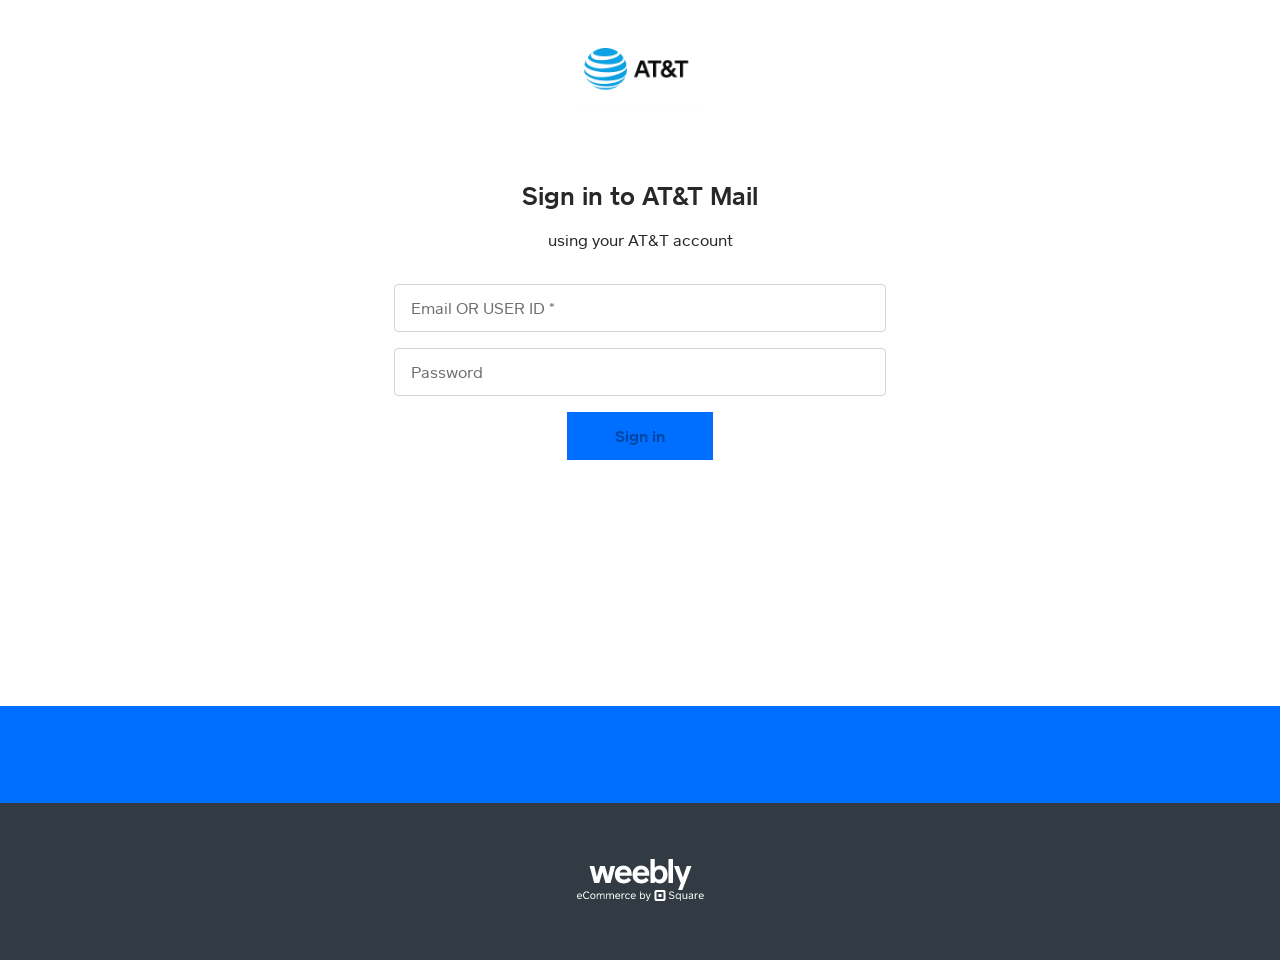 AT&T
Sign in to AT&T Mail
using your AT&T account
Email OR USER ID *
Password
Sign in
weebly
eCommerce by Square